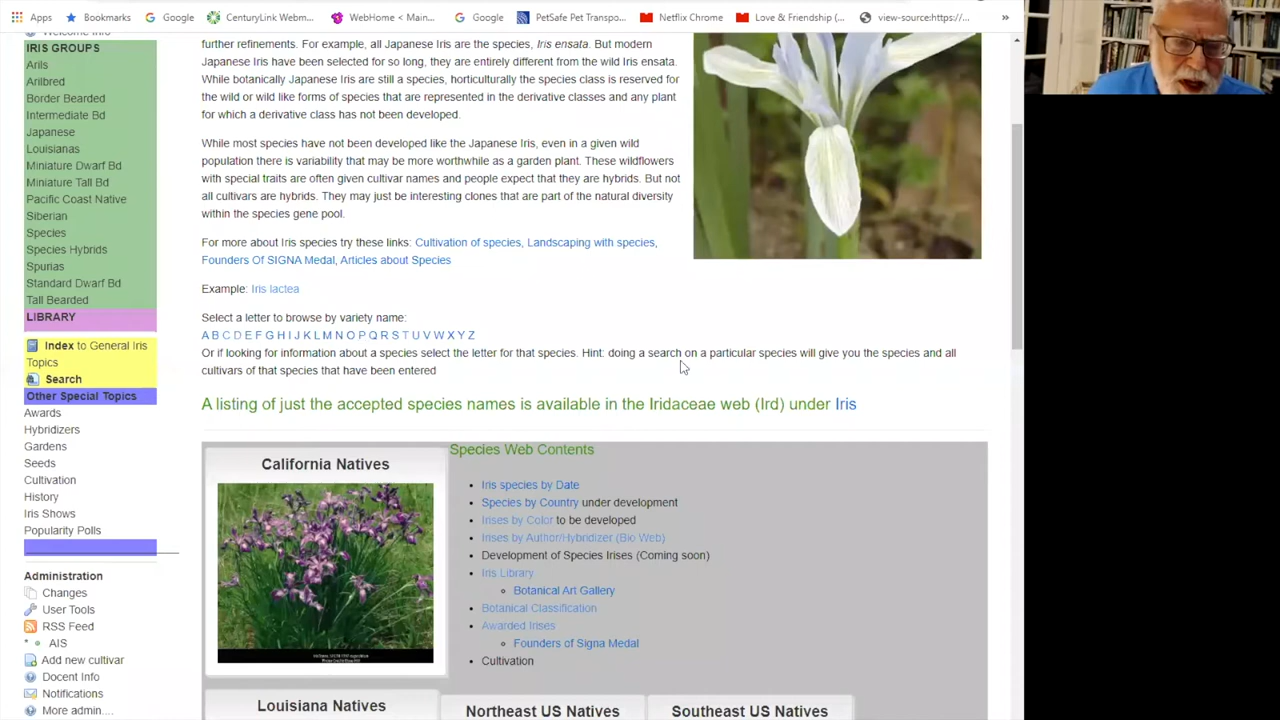 Apps Bookmarks Google CenturyLink Webm... WebHome < Main... Google PetSafe Pet Transpo... Netflix Chrome Love & Friendship (... view-source:https://... »
Welcome Info
IRIS GROUPS
Arils
Arilbred
Border Bearded
Intermediate Bd
Japanese
Louisianas
Miniature Dwarf Bd
Miniature Tall Bd
Pacific Coast Native
Siberian
Species
Species Hybrids
Spurias
Standard Dwarf Bd
Tall Bearded
LIBRARY
Index to General Iris
Topics
Search
Other Special Topics
Awards
Hybridizers
Gardens
Seeds
Cultivation
History
Iris Shows
Popularity Polls
Administration
Changes
User Tools
RSS Feed
AIS
Add new cultivar
Docent Info
Notifications
More admin....
further refinements. For example, all Japanese Iris are the species, Iris ensata. But modern
Japanese Iris have been selected for so long, they are entirely different from the wild Iris ensata.
While botanically Japanese Iris are still a species, horticulturally the species class is reserved for
the wild or wild like forms of species that are represented in the derivative classes and any plant
for which a derivative class has not been developed.
While most species have not been developed like the Japanese Iris, even in a given wild
population there is variability that may be more worthwhile as a garden plant. These wildflowers
with special traits are often given cultivar names and people expect that they are hybrids. But not
all cultivars are hybrids. They may just be interesting clones that are part of the natural diversity
within the species gene pool.
For more about Iris species try these links: Cultivation of species, Landscaping with species,
Founders Of SIGNA Medal, Articles about Species
Example: Iris lactea
Select a letter to browse by variety name:
A B C D E F G H I J K L M N O P Q R S T U V W X Y Z
Or if looking for information about a species select the letter for that species. Hint: doing a search on a particular species will give you the species and all
cultivars of that species that have been entered
A listing of just the accepted species names is available in the Iridaceae web (Ird) under Iris
California Natives
Species Web Contents
Iris species by Date
Species by Country under development
Irises by Color to be developed
Irises by Author/Hybridizer (Bio Web)
Development of Species Irises (Coming soon)
Iris Library
Botanical Art Gallery
Botanical Classification
Awarded Irises
Founders of Signa Medal
Cultivation
Louisiana Natives
Northeast US Natives
Southeast US Natives